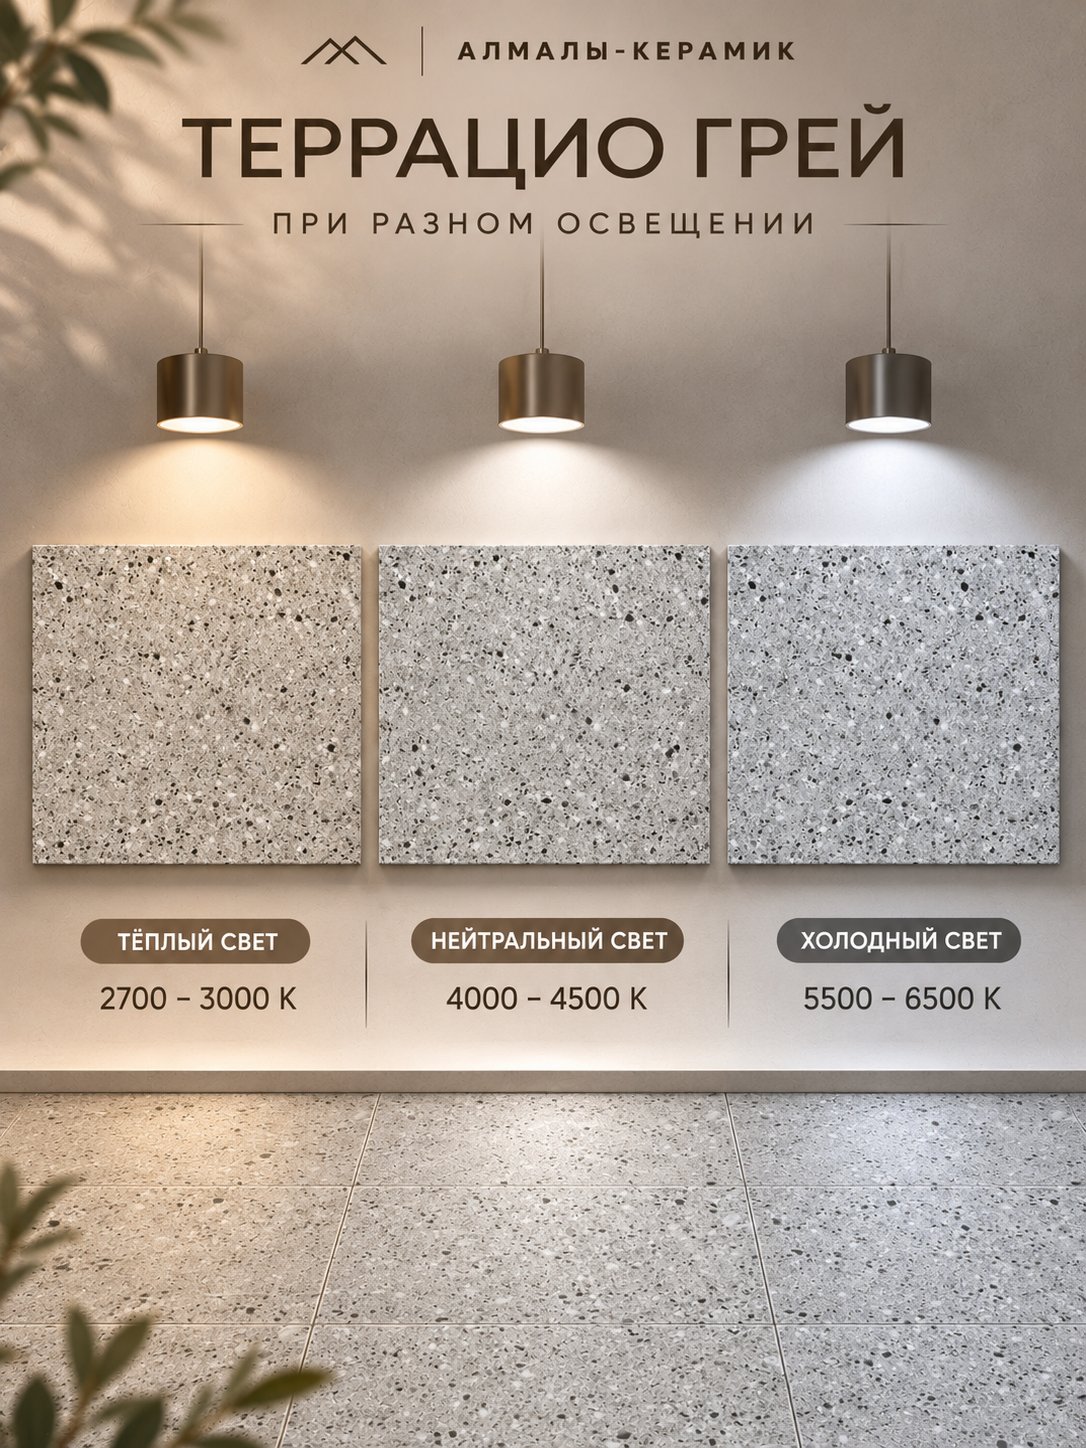 АЛМАЛЫ-КЕРАМИК
ТЕРРАЦИО ГРЕЙ
ПРИ РАЗНОМ ОСВЕЩЕНИИ
ТЁПЛЫЙ СВЕТ
2700 – 3000 K
НЕЙТРАЛЬНЫЙ СВЕТ
4000 – 4500 K
ХОЛОДНЫЙ СВЕТ
5500 – 6500 K